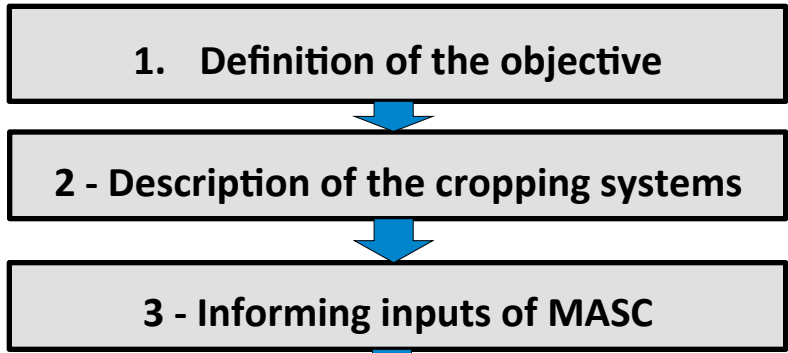 1. Definition of the objective
2 - Description of the cropping systems
3 - Informing inputs of MASC